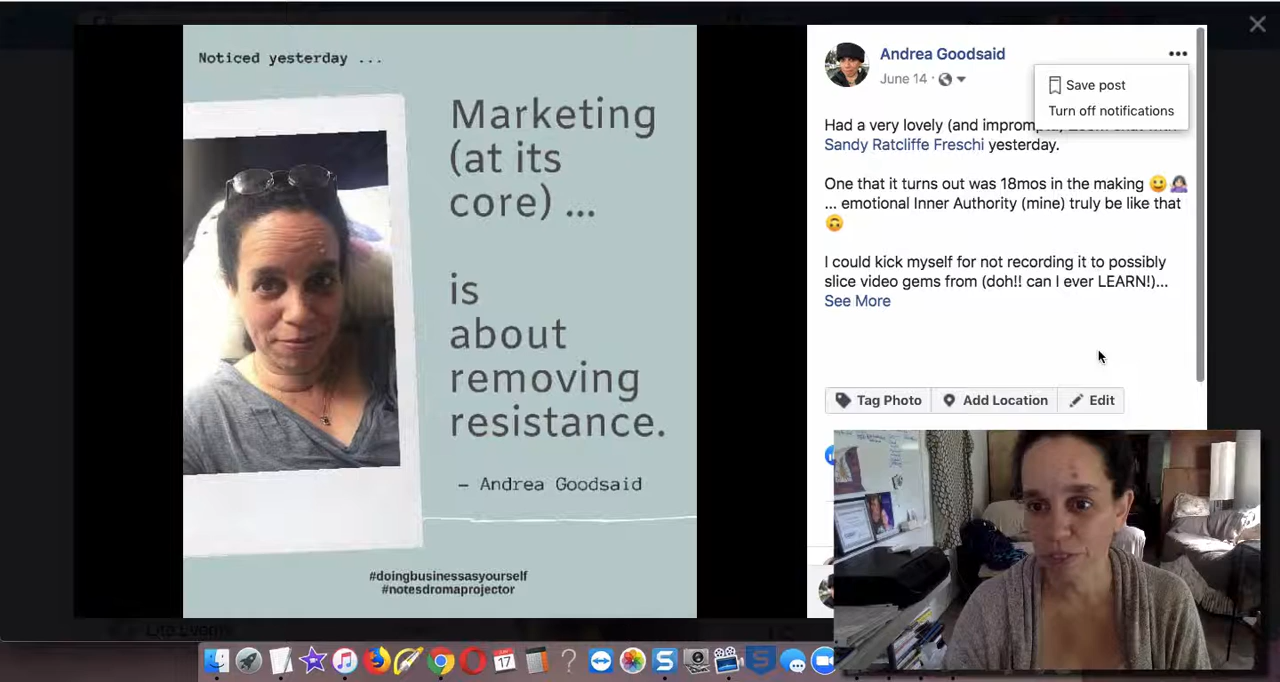 Noticed yesterday ...
Marketing
(at its
core) ...
is
about
removing
resistance.
– Andrea Goodsaid
#doingbusinessasyourself
#notesdromaprojector
Andrea Goodsaid
June 14 ·
Save post
Turn off notifications
Had a very lovely (and
Sandy Ratcliffe Freschi yesterday.
One that it turns out was 18mos in the making 😀
... emotional Inner Authority (mine) truly be like that
🙃
I could kick myself for not recording it to possibly
slice video gems from (doh!! can I ever LEARN!)...
See More
Tag Photo
Add Location
Edit
17